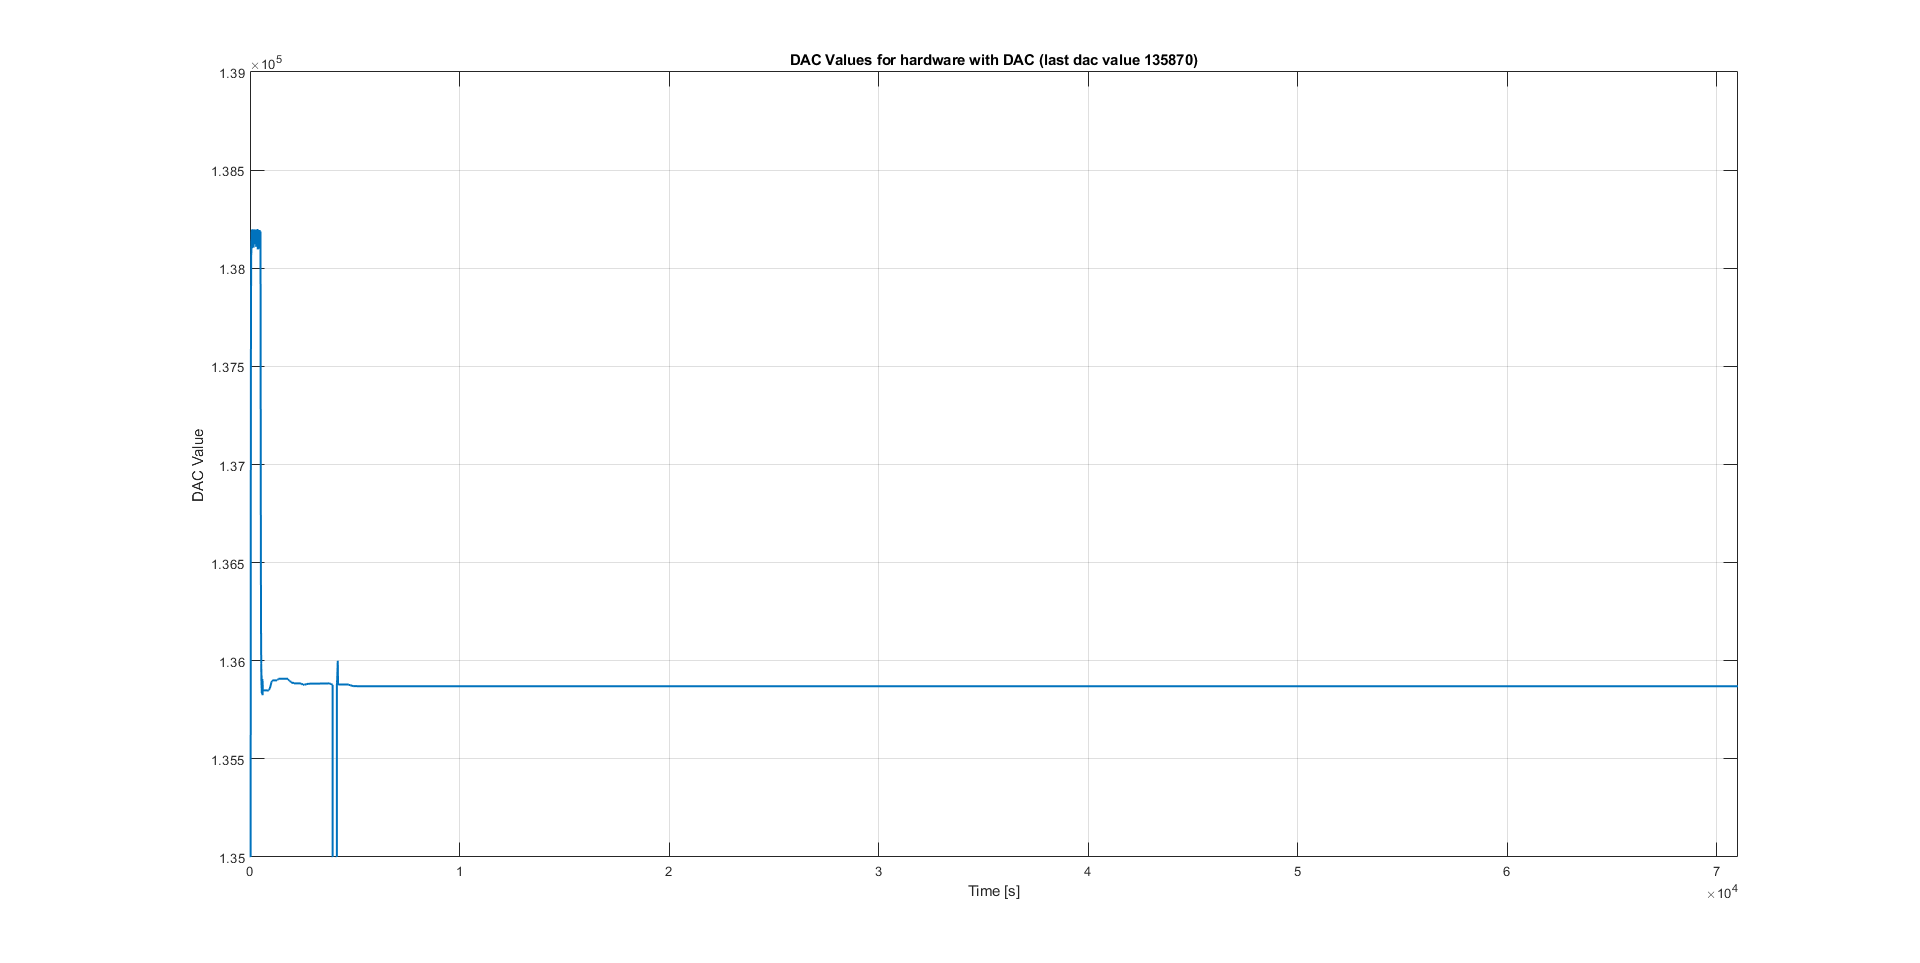 DAC Values for hardware with DAC (last dac value 135870)
×10^5
1.39
1.385
1.38
1.375
1.37
1.365
1.36
1.355
1.35
DAC Value
0 1 2 3 4 5 6 7
Time [s]
×10^4